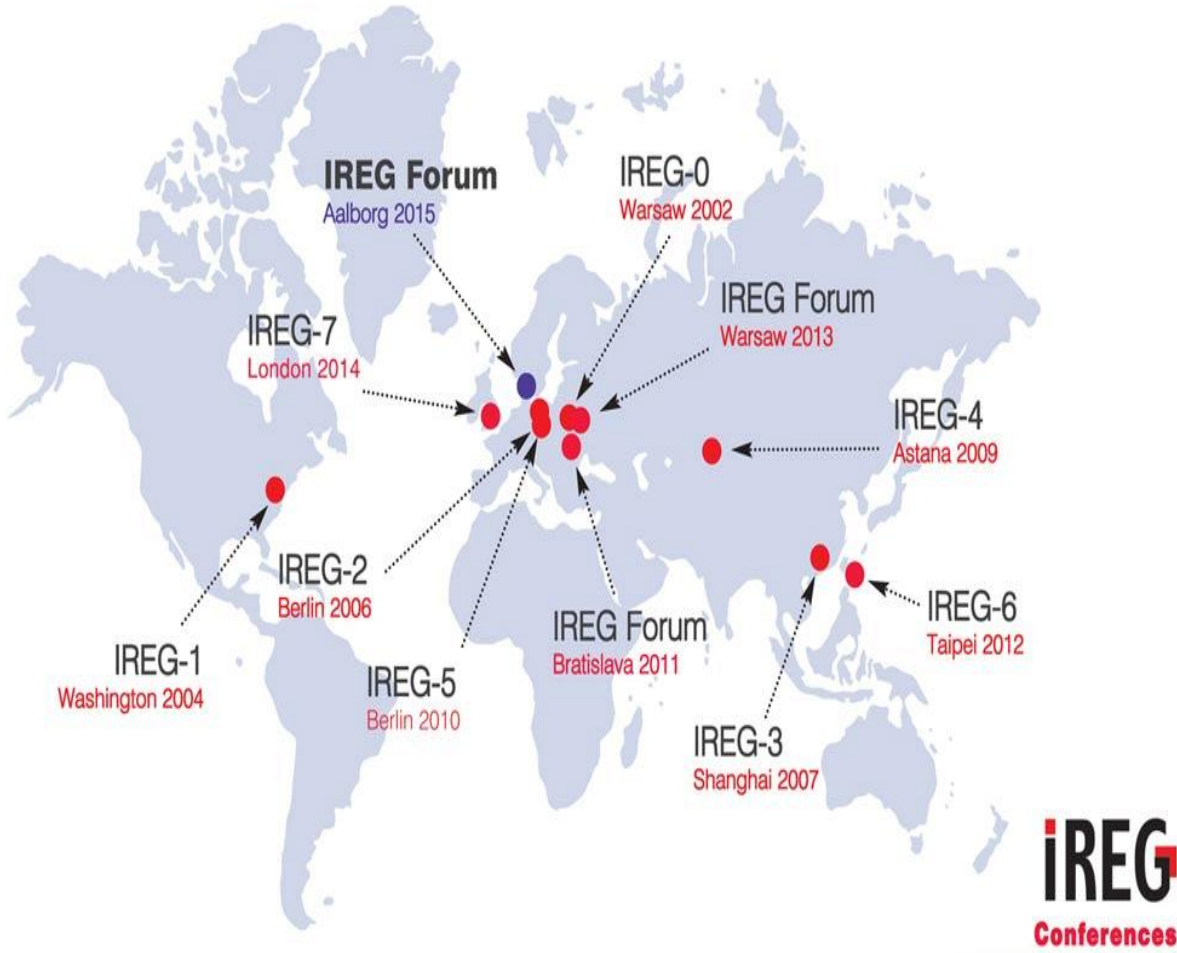 IREG Forum
Aalborg 2015
IREG-0
Warsaw 2002
IREG Forum
Warsaw 2013
IREG-7
London 2014
IREG-4
Astana 2009
IREG-2
Berlin 2006
IREG-6
Taipei 2012
IREG Forum
Bratislava 2011
IREG-1
Washington 2004
IREG-5
Berlin 2010
IREG-3
Shanghai 2007
iREG
Conferences